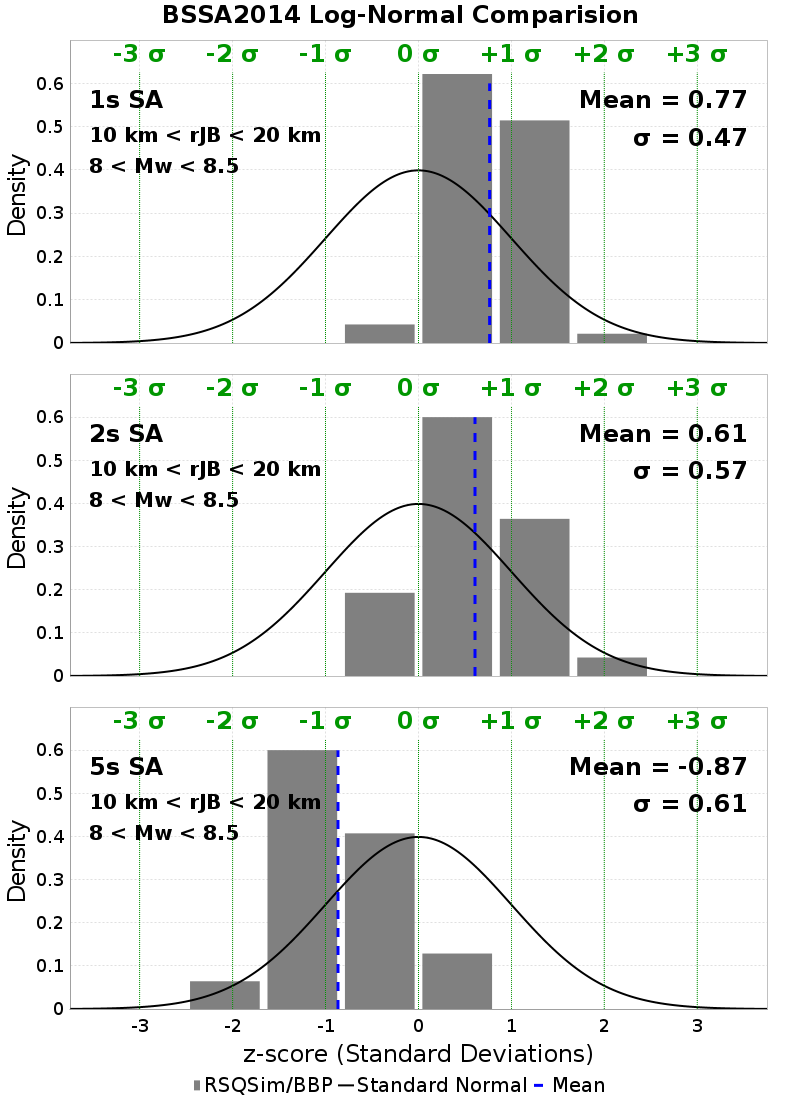 BSSA2014 Log-Normal Comparision
-3 σ -2 σ -1 σ 0 σ +1 σ +2 σ +3 σ
0.6
1s SA Mean = 0.77
0.5
10 km < rJB < 20 km σ = 0.47
8 < Mw < 8.5
0.4
Density
0.3
0.2
0.1
0
-3 σ -2 σ -1 σ 0 σ +1 σ +2 σ +3 σ
0.6
2s SA Mean = 0.61
0.5
10 km < rJB < 20 km σ = 0.57
8 < Mw < 8.5
0.4
Density
0.3
0.2
0.1
0
-3 σ -2 σ -1 σ 0 σ +1 σ +2 σ +3 σ
0.6
5s SA Mean = -0.87
0.5
10 km < rJB < 20 km σ = 0.61
8 < Mw < 8.5
0.4
Density
0.3
0.2
0.1
0
-3 -2 -1 0 1 2 3
z-score (Standard Deviations)
RSQSim/BBP Standard Normal Mean